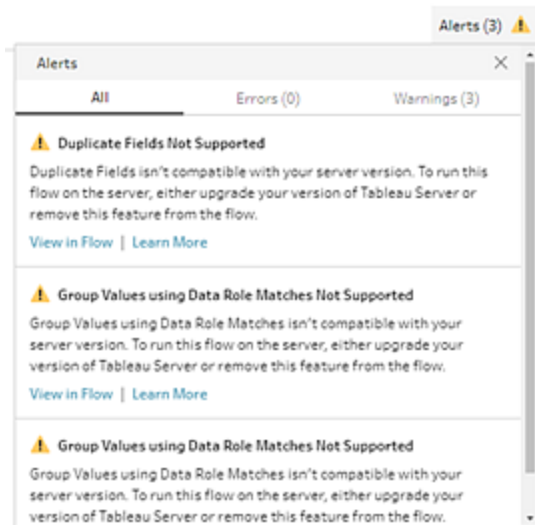 Alerts (3)
Alerts
All Errors (0) Warnings (3)
Duplicate Fields Not Supported
Duplicate Fields isn't compatible with your server version. To run this
flow on the server, either upgrade your version of Tableau Server or
remove this feature from the flow.
View in Flow | Learn More
Group Values using Data Role Matches Not Supported
Group Values using Data Role Matches isn't compatible with your
server version. To run this flow on the server, either upgrade your
version of Tableau Server or remove this feature from the flow.
View in Flow | Learn More
Group Values using Data Role Matches Not Supported
Group Values using Data Role Matches isn't compatible with your
server version. To run this flow on the server, either upgrade your
version of Tableau Server or remove this feature from the flow.